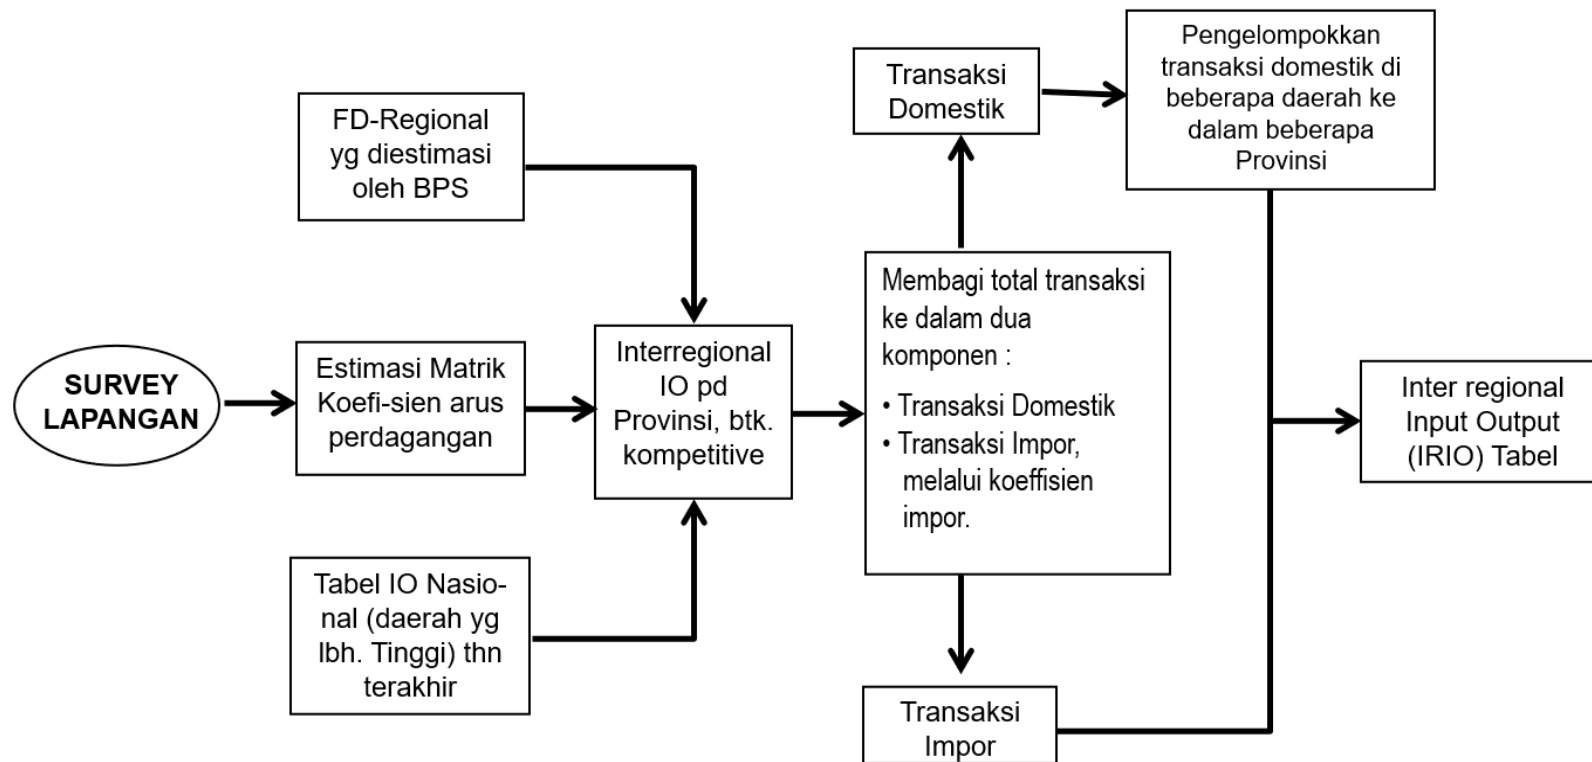 SURVEY
LAPANGAN
FD-Regional
yg diestimasi
oleh BPS
Estimasi Matrik
Koefi-sien arus
perdagangan
Tabel IO Nasio-
nal (daerah yg
lbh. Tinggi) thn
terakhir
Interregional
IO pd
Provinsi, btk.
kompetitive
Transaksi
Domestik
Membagi total transaksi
ke dalam dua
komponen :
• Transaksi Domestik
• Transaksi Impor,
melalui koeffisien
impor.
Transaksi
Impor
Pengelompokkan
transaksi domestik di
beberapa daerah ke
dalam beberapa
Provinsi
Inter regional
Input Output
(IRIO) Tabel